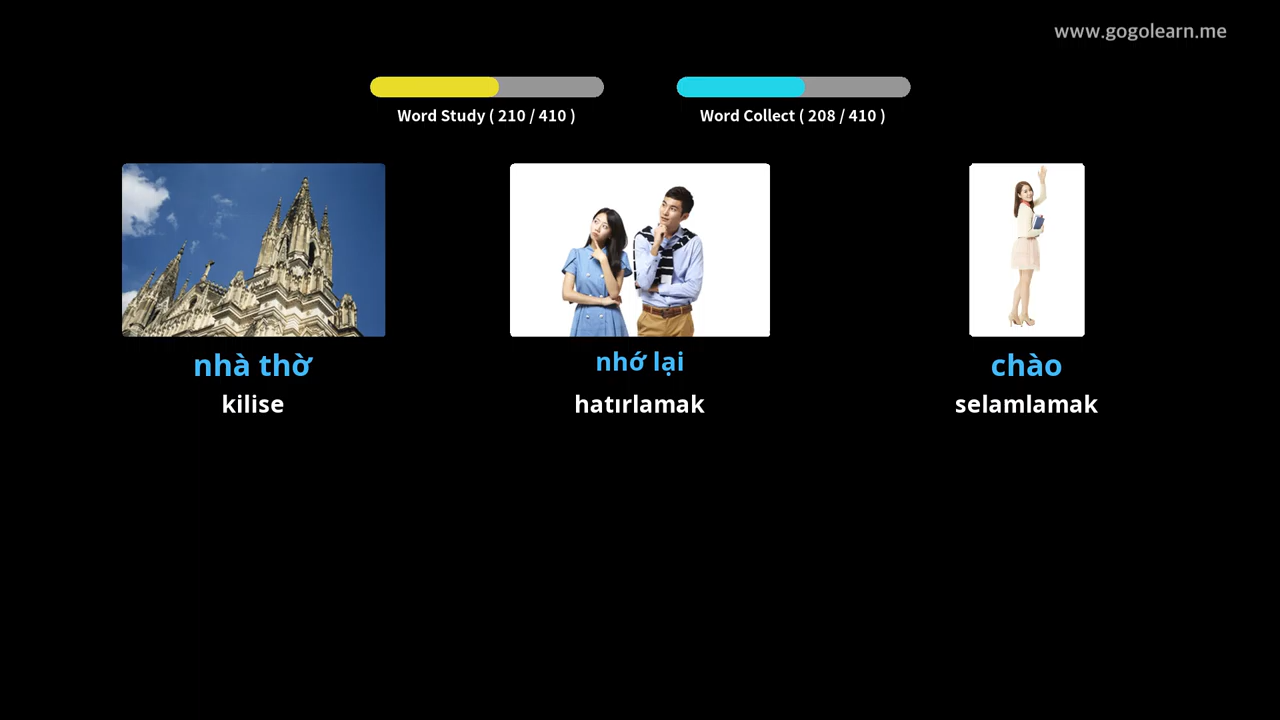 www.gogolearn.me
Word Study ( 210 / 410 )
Word Collect ( 208 / 410 )
nhà thờ
nhớ lại
chào
kilise
hatırlamak
selamlamak